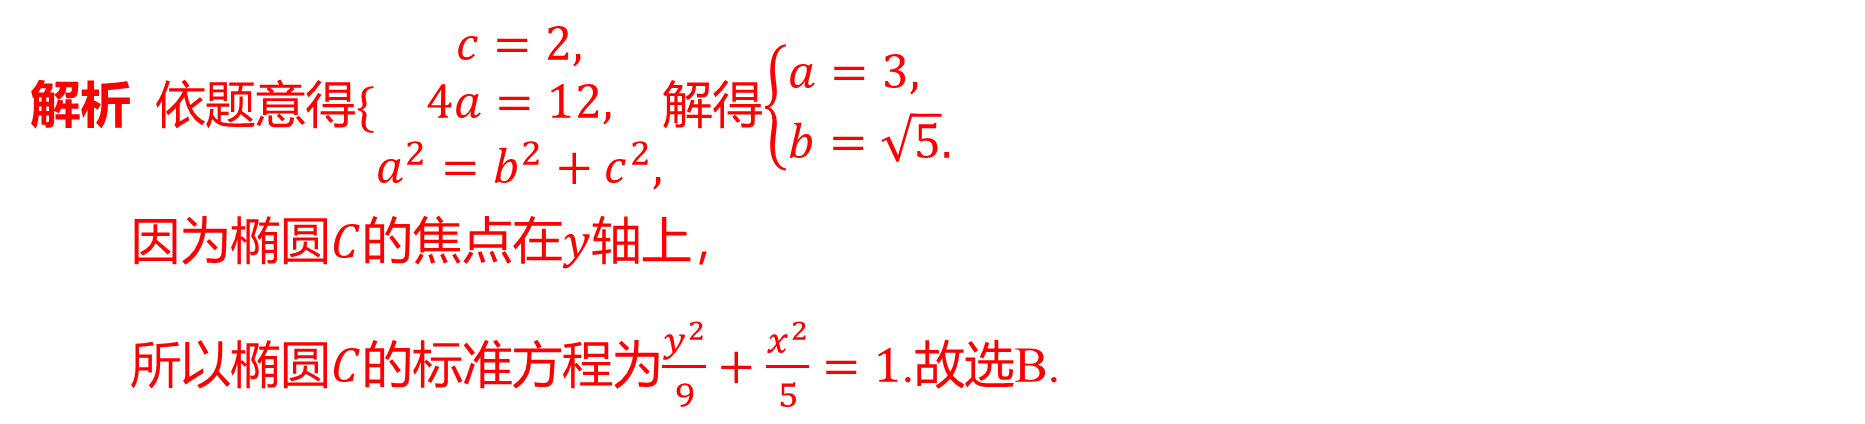 解析 依题意得{ c = 2, 4a = 12, a² = b² + c², 解得{ a = 3, b = √5.
因为椭圆C的焦点在y轴上,
所以椭圆C的标准方程为y²/9 + x²/5 = 1.故选B.